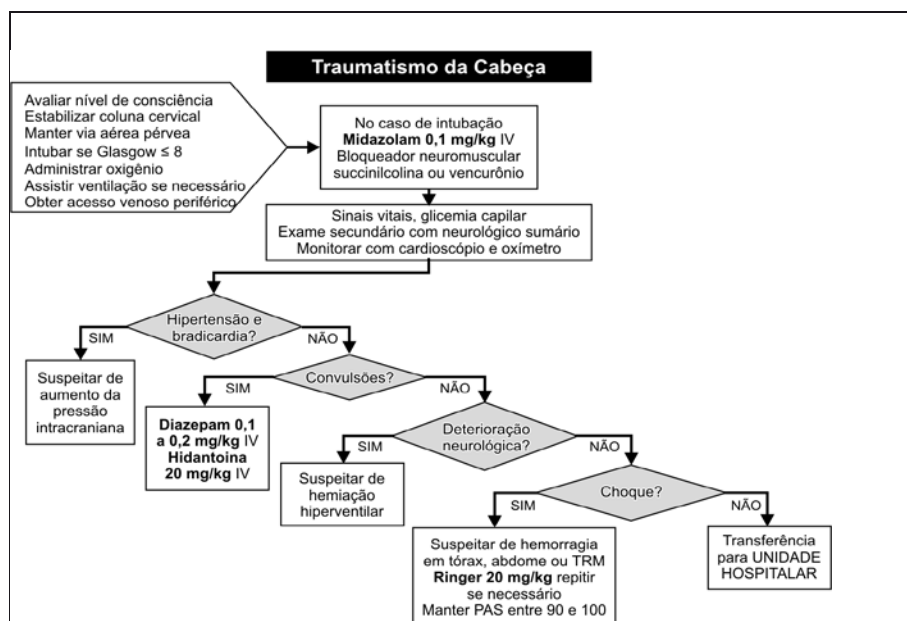 Traumatismo da Cabeça
Avaliar nível de consciência
Estabilizar coluna cervical
Manter via aérea pérvea
Intubar se Glasgow ≤ 8
Administrar oxigênio
Assistir ventilação se necessário
Obter acesso venoso periférico
No caso de intubação
Midazolam 0,1 mg/kg IV
Bloqueador neuromuscular
succinilcolina ou vencurônio
Sinais vitais, glicemia capilar
Exame secundário com neurológico sumário
Monitorar com cardioscópio e oxímetro
Hipertensão e
bradicardia?
SIM
NÃO
Suspeitar de
aumento da
pressão
intracraniana
Convulsões?
SIM
NÃO
Diazepam 0,1
a 0,2 mg/kg IV
Hidantoina
20 mg/kg IV
Deterioração
neurológica?
SIM
NÃO
Suspeitar de
hemiação
hiperventilar
Choque?
SIM
NÃO
Suspeitar de hemorragia
em tórax, abdome ou TRM
Ringer 20 mg/kg repitir
se necessário
Manter PAS entre 90 e 100
Transferência
para UNIDADE
HOSPITALAR